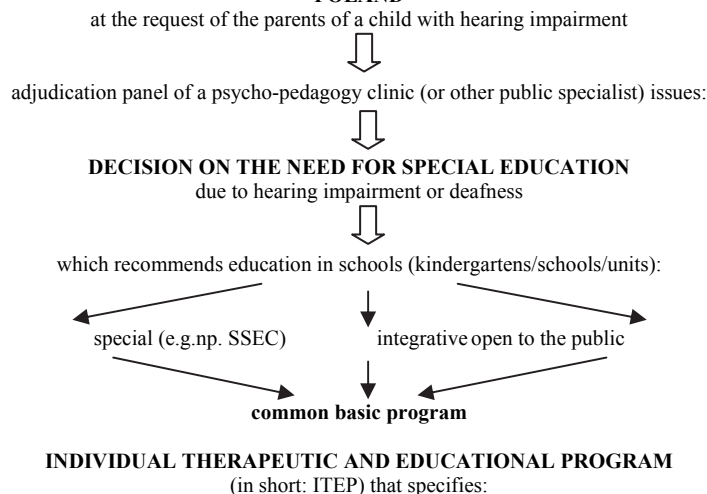 POLAND
at the request of the parents of a child with hearing impairment
adjudication panel of a psycho-pedagogy clinic (or other public specialist) issues:
DECISION ON THE NEED FOR SPECIAL EDUCATION
due to hearing impairment or deafness
which recommends education in schools (kindergartens/schools/units):
special (e.g.np. SSEC) integrative open to the public
common basic program
INDIVIDUAL THERAPEUTIC AND EDUCATIONAL PROGRAM
(in short: ITEP) that specifies: